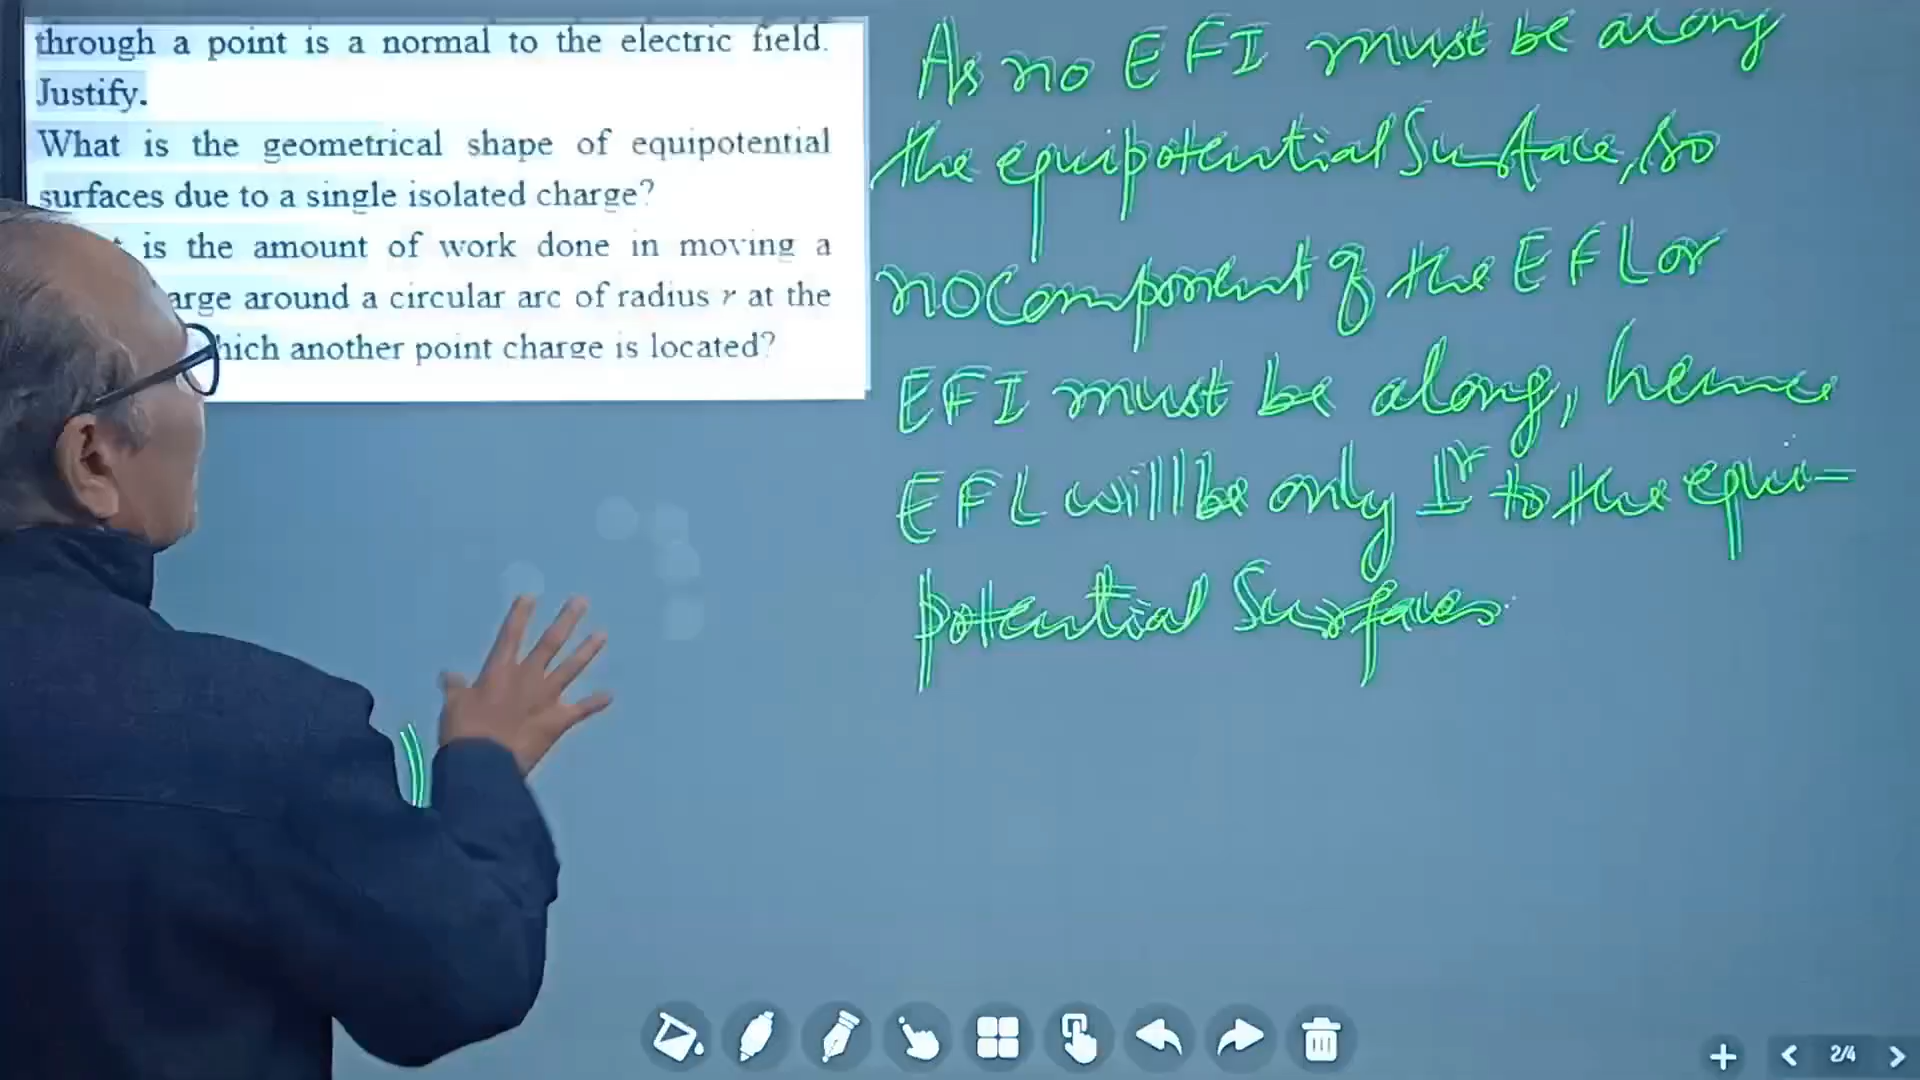 through a point is a normal to the electric field.
Justify.
What is the geometrical shape of equipotential
surfaces due to a single isolated charge?
is the amount of work done in moving a
arge around a circular arc of radius r at the
hich another point charge is located?
As no EFI must be along
the equipotential Surface, so
no component of the EFL or
EFI must be along, hence
EFL will be only ⊥r to the equi-
potential Surfaces.
2/4